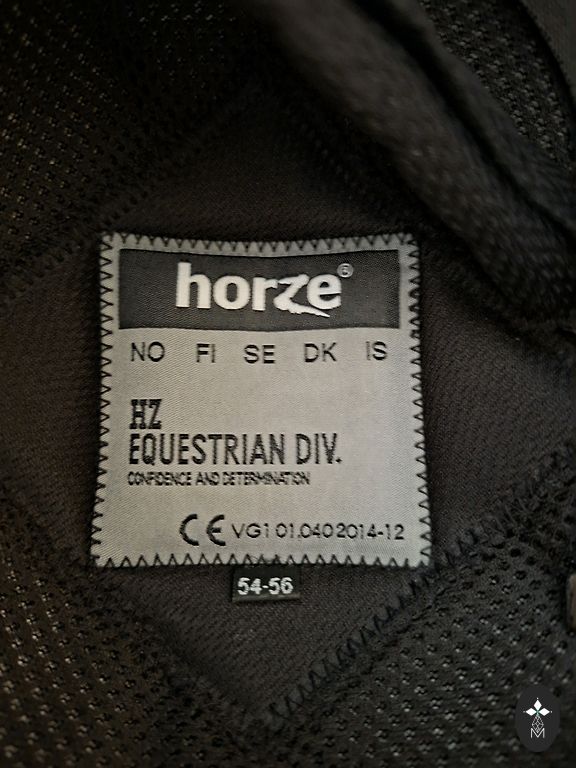 horze®
NO FI SE DK IS
HZ
EQUESTRIAN DIV.
CONFIDENCE AND DETERMINATION
CE VG1 01.040 2014-12
54-56
M